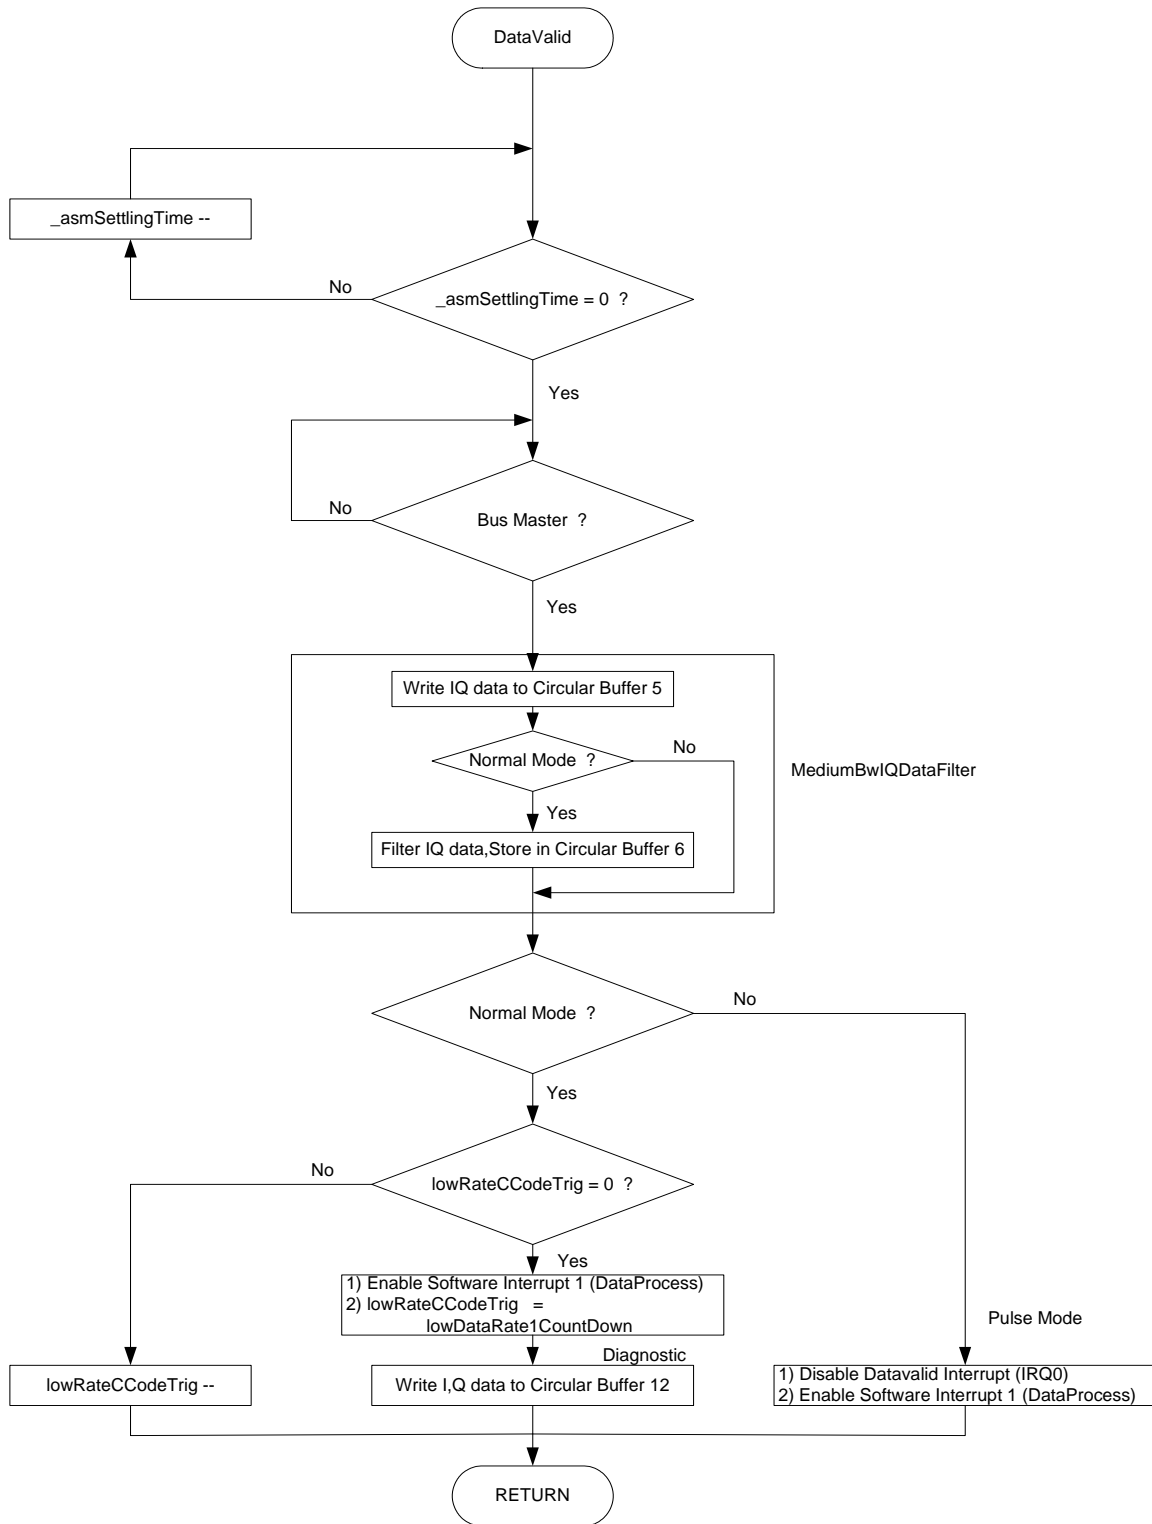 DataValid
_asmSettlingTime --
No
_asmSettlingTime = 0 ?
Yes
No
Bus Master ?
Yes
Write IQ data to Circular Buffer 5
Normal Mode ?
No
MediumBwIQDataFilter
Yes
Filter IQ data,Store in Circular Buffer 6
Normal Mode ?
No
Yes
No
lowRateCCodeTrig = 0 ?
Yes
1) Enable Software Interrupt 1 (DataProcess)
2) lowRateCCodeTrig =
lowDataRate1CountDown
Pulse Mode
Diagnostic
lowRateCCodeTrig --
Write I,Q data to Circular Buffer 12
1) Disable Datavalid Interrupt (IRQ0)
2) Enable Software Interrupt 1 (DataProcess)
RETURN